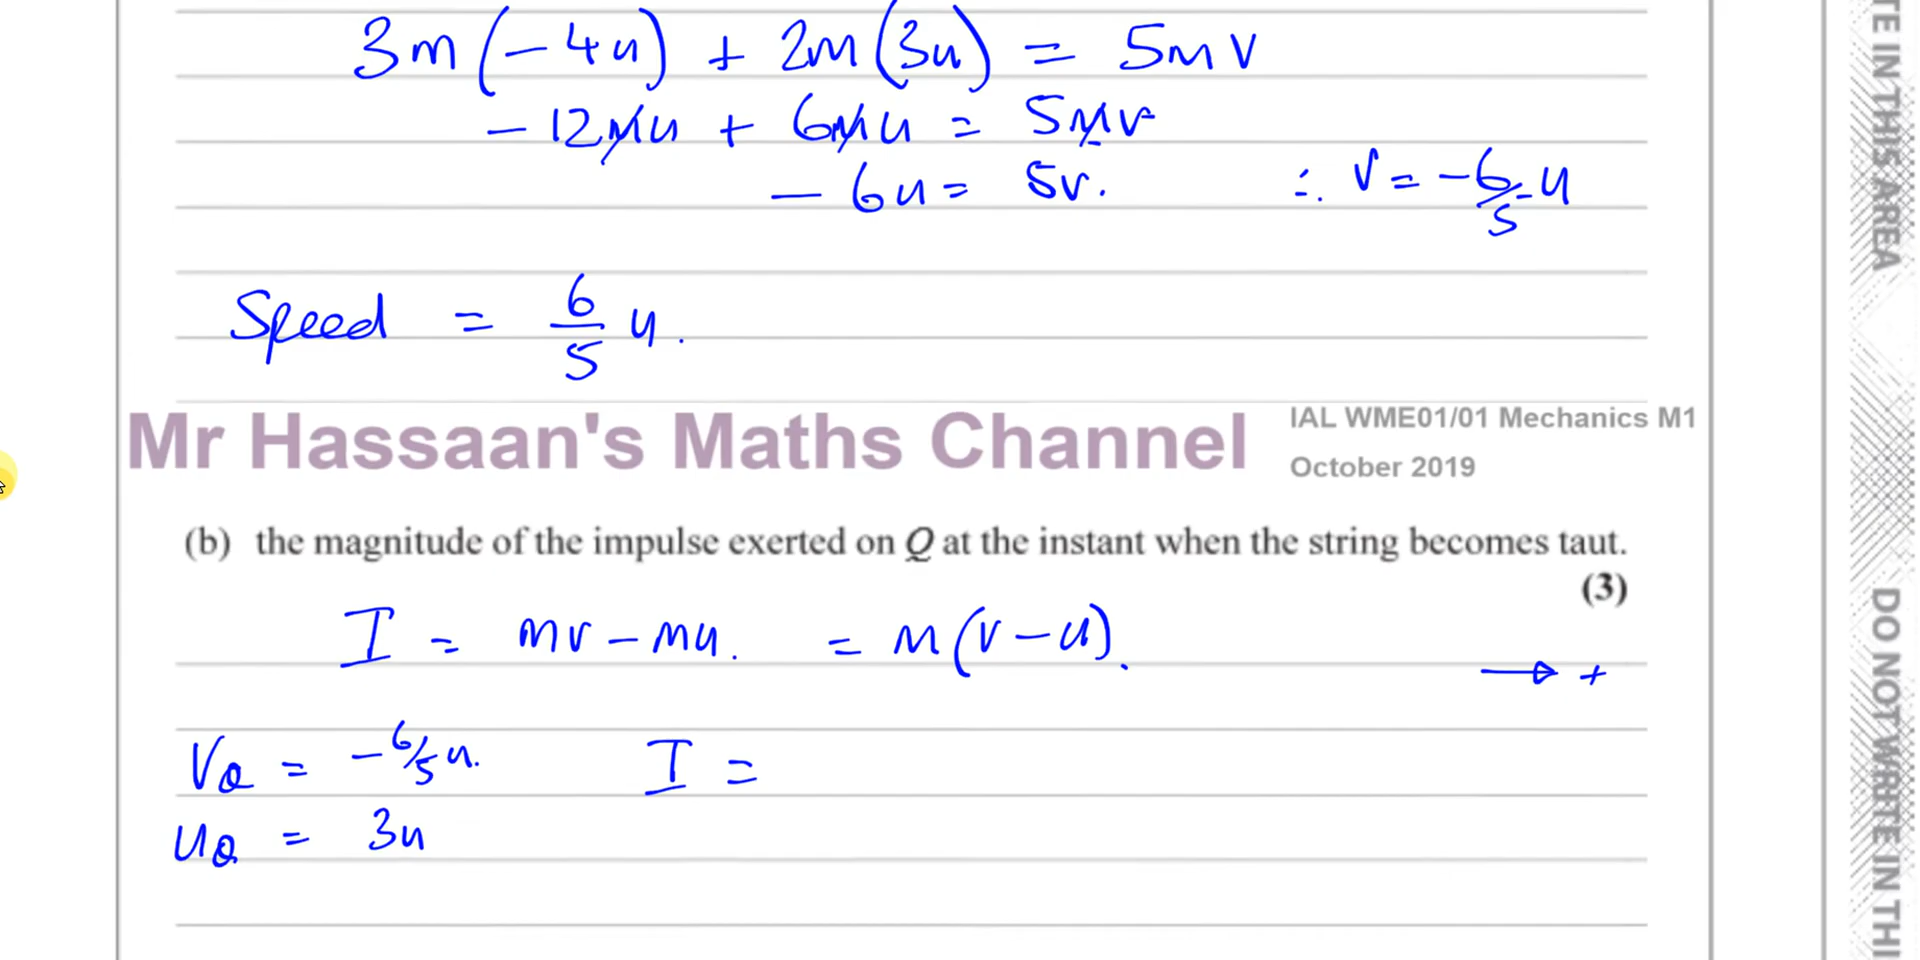 3m(-4u) + 2m(3u) = 5mv
-12mu + 6mu = 5mv
-6u = 5v. ∴ v = -6/5 u
Speed = 6/5 u.
Mr Hassaan's Maths Channel
IAL WME01/01 Mechanics M1
October 2019
(b) the magnitude of the impulse exerted on Q at the instant when the string becomes taut.
(3)
I = mv - mu. = m(v-u).
→ +
VQ = -6/5 u. I =
uQ = 3u
TE IN THIS AREA
DO NOT WRITE IN THI